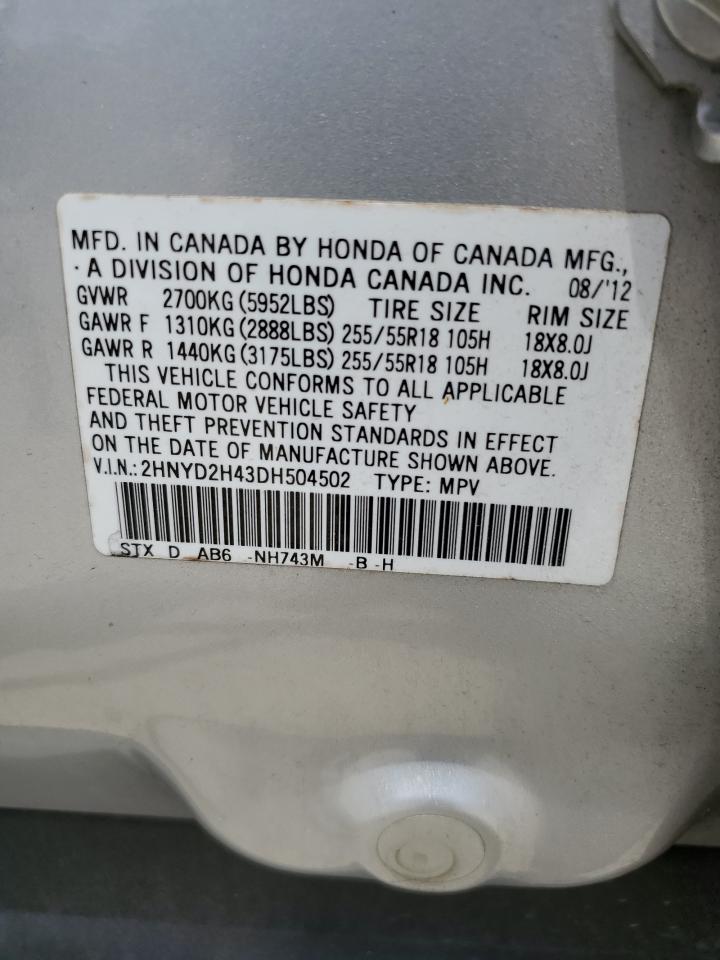 MFD. IN CANADA BY HONDA OF CANADA MFG.,
· A DIVISION OF HONDA CANADA INC. 08/'12
GVWR 2700KG (5952LBS) TIRE SIZE RIM SIZE
GAWR F 1310KG (2888LBS) 255/55R18 105H 18X8.0J
GAWR R 1440KG (3175LBS) 255/55R18 105H 18X8.0J
THIS VEHICLE CONFORMS TO ALL APPLICABLE
FEDERAL MOTOR VEHICLE SAFETY
AND THEFT PREVENTION STANDARDS IN EFFECT
ON THE DATE OF MANUFACTURE SHOWN ABOVE.
V.I.N.: 2HNYD2H43DH504502 TYPE: MPV
STX D AB6 -NH743M -B -H